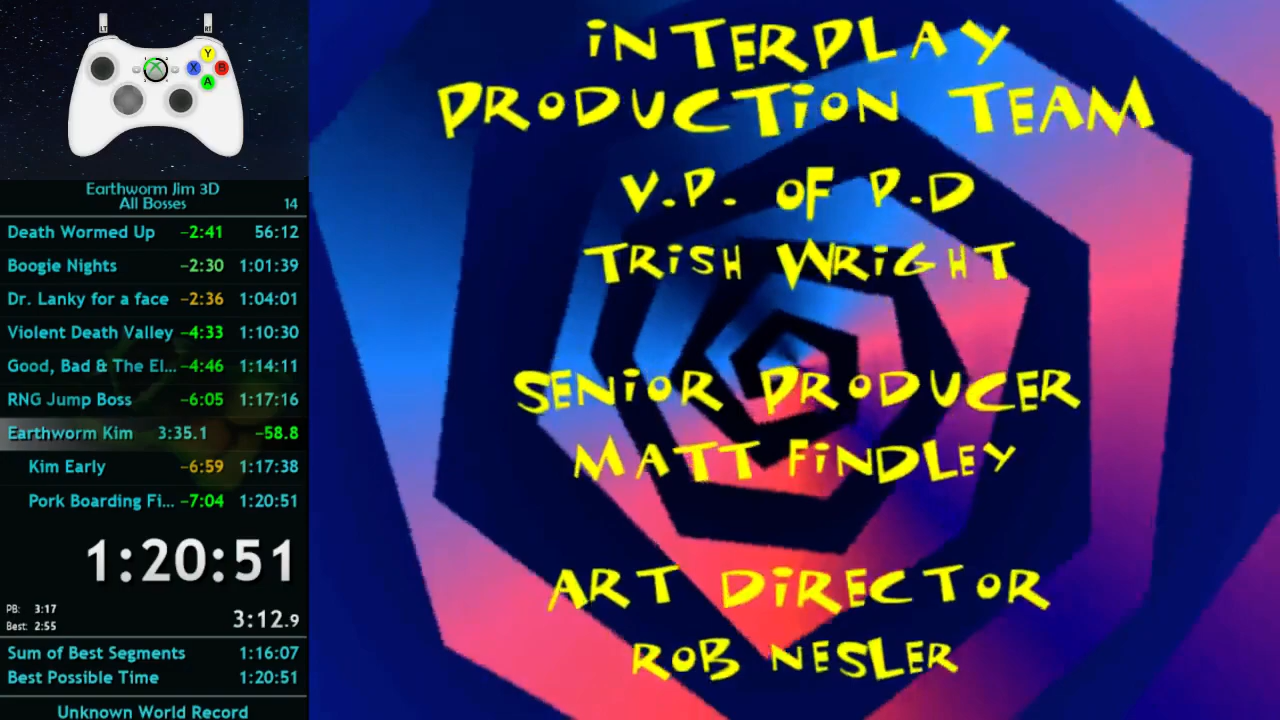 LT
RT
Y
X
B
A
Earthworm Jim 3D
All Bosses 14
Death Wormed Up -2:41 56:12
Boogie Nights -2:30 1:01:39
Dr. Lanky for a face -2:36 1:04:01
Violent Death Valley -4:33 1:10:30
Good, Bad & The El... -4:46 1:14:11
RNG Jump Boss -6:05 1:17:16
Earthworm Kim 3:35.1 -58.8
Kim Early -6:59 1:17:38
Pork Boarding Fi... -7:04 1:20:51
1:20:51
PB: 3:17
Best: 2:55
3:12.9
Sum of Best Segments 1:16:07
Best Possible Time 1:20:51
Unknown World Record
iNTERPLAY
PRODUCTiON TEAM
V.P. OF P.D
TRiSH WRiGHT
SENiOR PRODUCER
MATT FiNDLEY
ART DiRECTOR
ROB NESLER